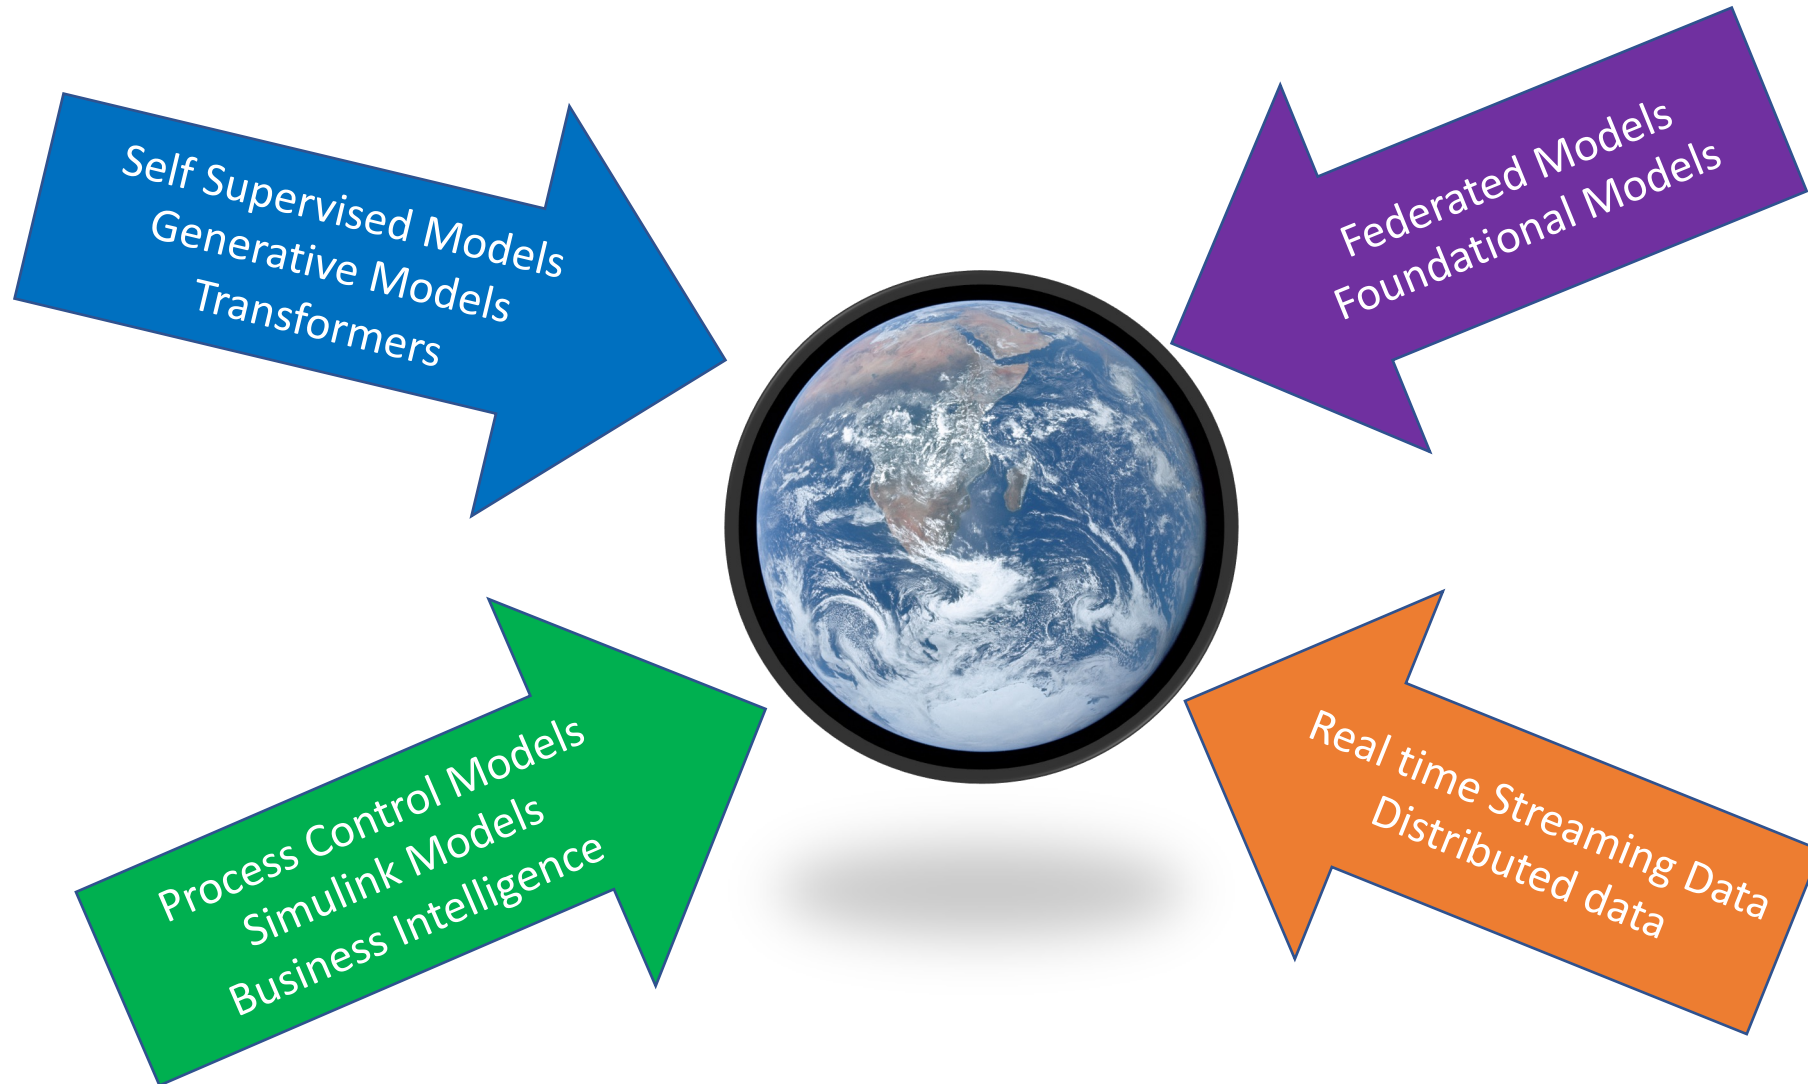 Self Supervised Models
Generative Models
Transformers
Federated Models
Foundational Models
Process Control Models
Simulink Models
Business Intelligence
Real time Streaming Data
Distributed data